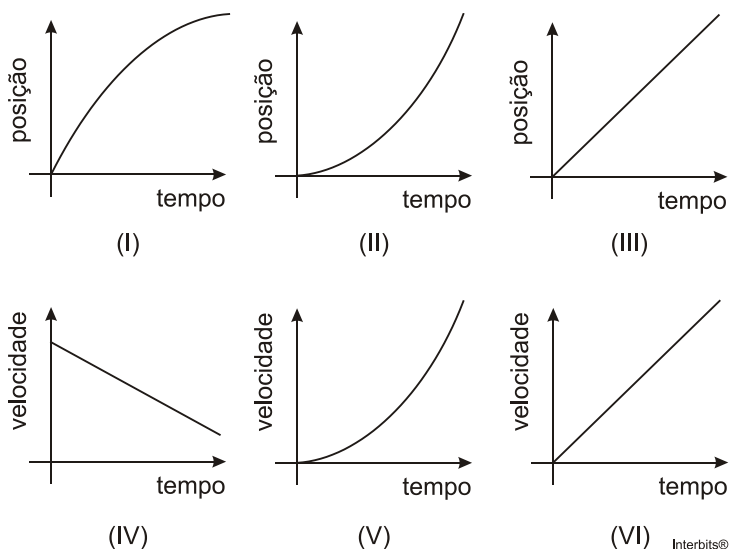 posição
tempo
(I)
posição
tempo
(II)
posição
tempo
(III)
velocidade
tempo
(IV)
velocidade
tempo
(V)
velocidade
tempo
(VI)
Interbits®